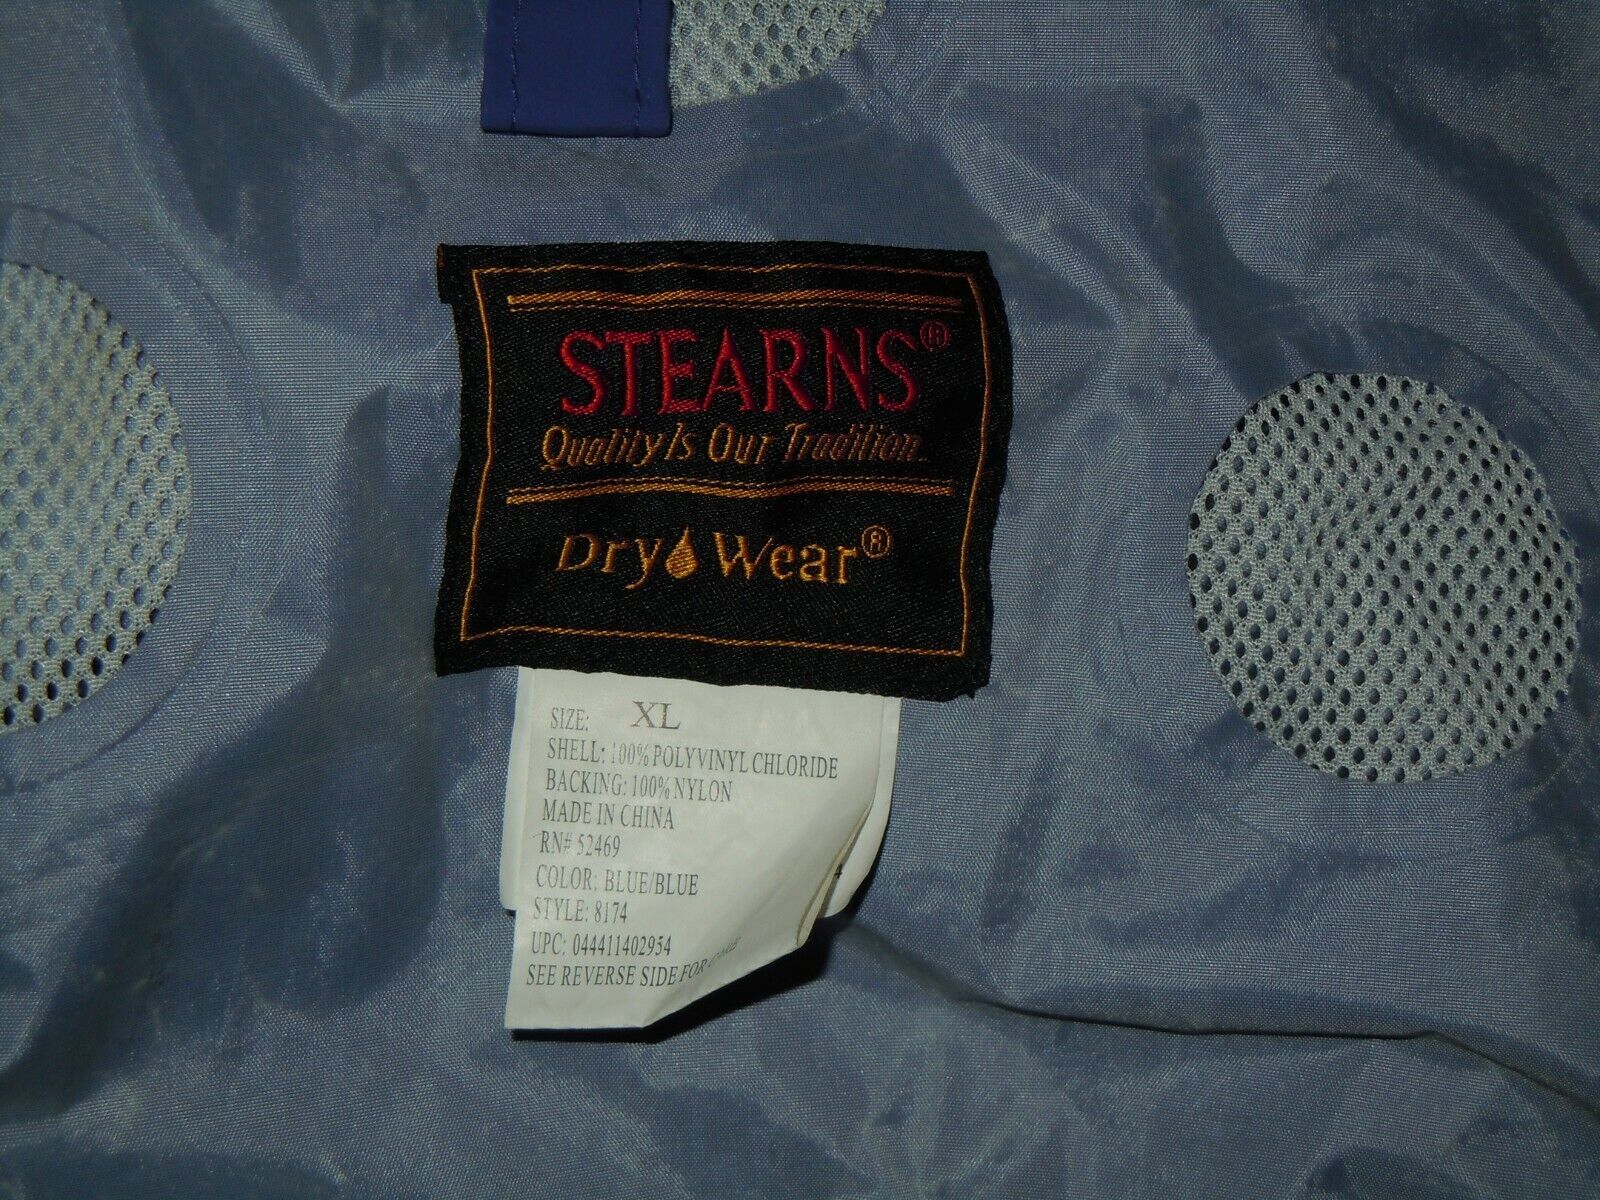 STEARNS®
Quality Is Our Tradition
Dry Wear®
SIZE: XL
SHELL: 100% POLYVINYL CHLORIDE
BACKING: 100% NYLON
MADE IN CHINA
RN# 52469
COLOR: BLUE/BLUE
STYLE: 8174
UPC: 044411402954
SEE REVERSE SIDE FOR